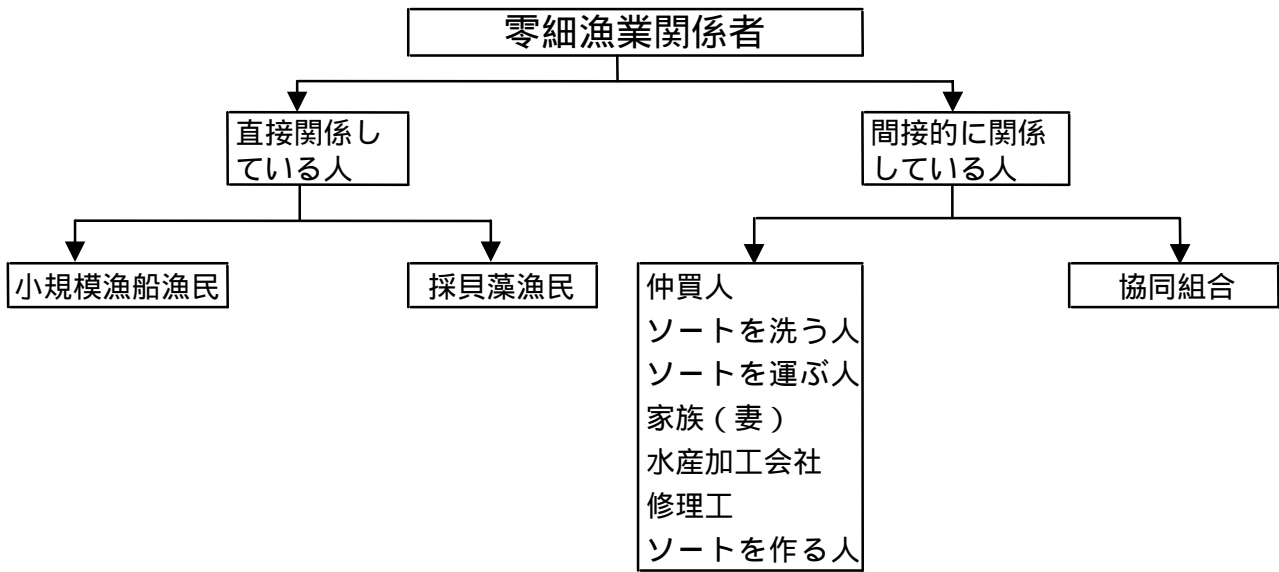 零細漁業関係者
直接関係し
ている人
間接的に関係
している人
小規模漁船漁民
採貝藻漁民
仲買人
ソートを洗う人
ソートを運ぶ人
家族（妻）
水産加工会社
修理工
ソートを作る人
協同組合